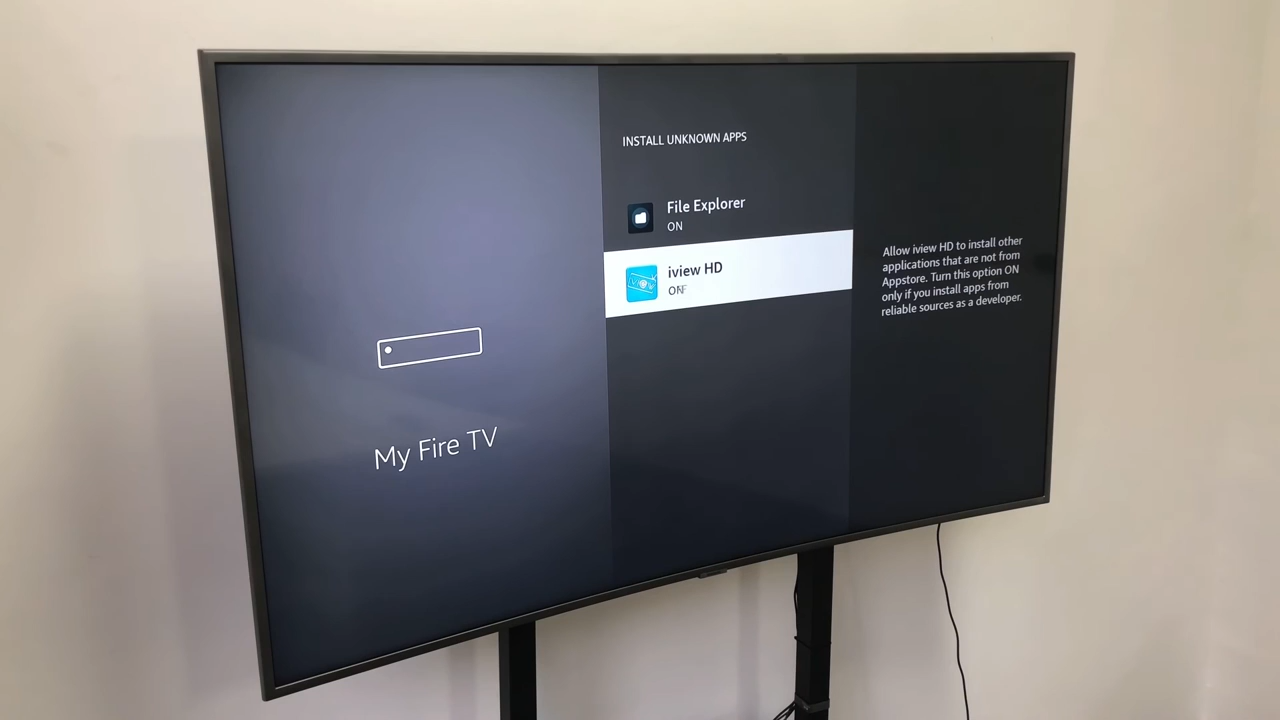 INSTALL UNKNOWN APPS
File Explorer
ON
iview HD
Allow iview HD to install other
applications that are not from
Appstore. Turn this option ON
only if you install apps from
reliable sources as a developer.
My Fire TV